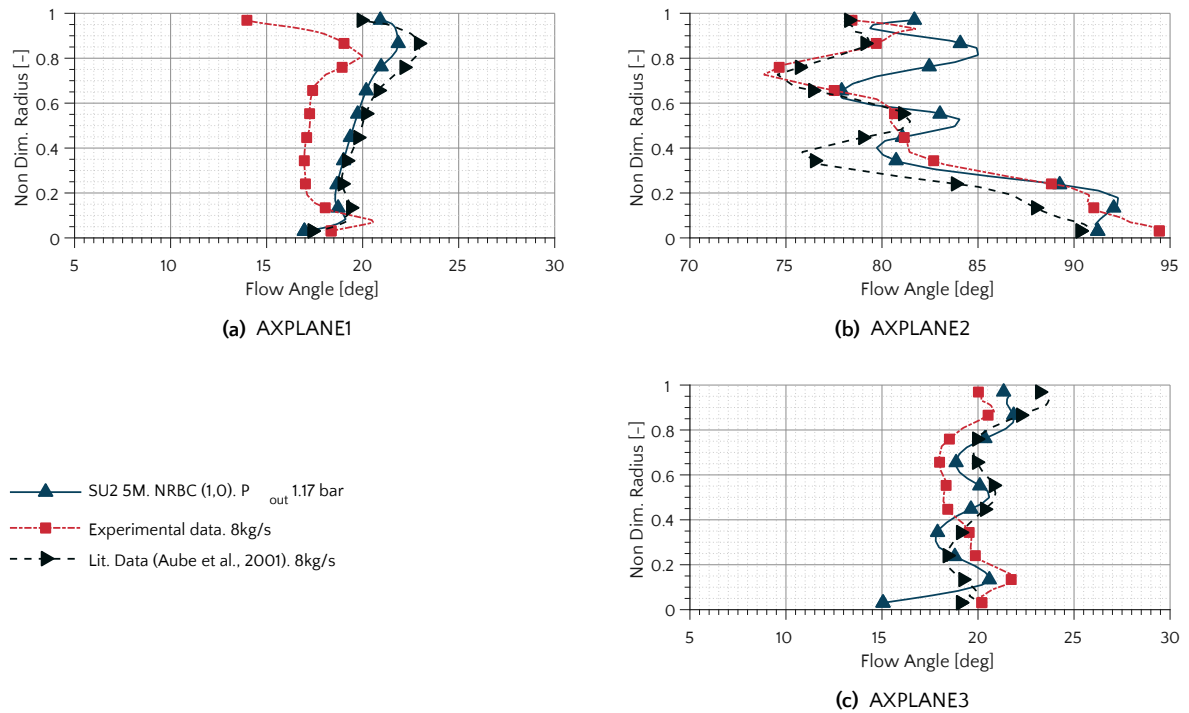 1
0.8
0.6
0.4
0.2
0
Non Dim. Radius [–]
5 10 15 20 25 30
Flow Angle [deg]
(a) AXPLANE1
1
0.8
0.6
0.4
0.2
0
Non Dim. Radius [–]
70 75 80 85 90 95
Flow Angle [deg]
(b) AXPLANE2
SU2 5M. NRBC (1,0). P out 1.17 bar
Experimental data. 8kg/s
Lit. Data (Aube et al., 2001). 8kg/s
1
0.8
0.6
0.4
0.2
0
Non Dim. Radius [–]
5 10 15 20 25 30
Flow Angle [deg]
(c) AXPLANE3